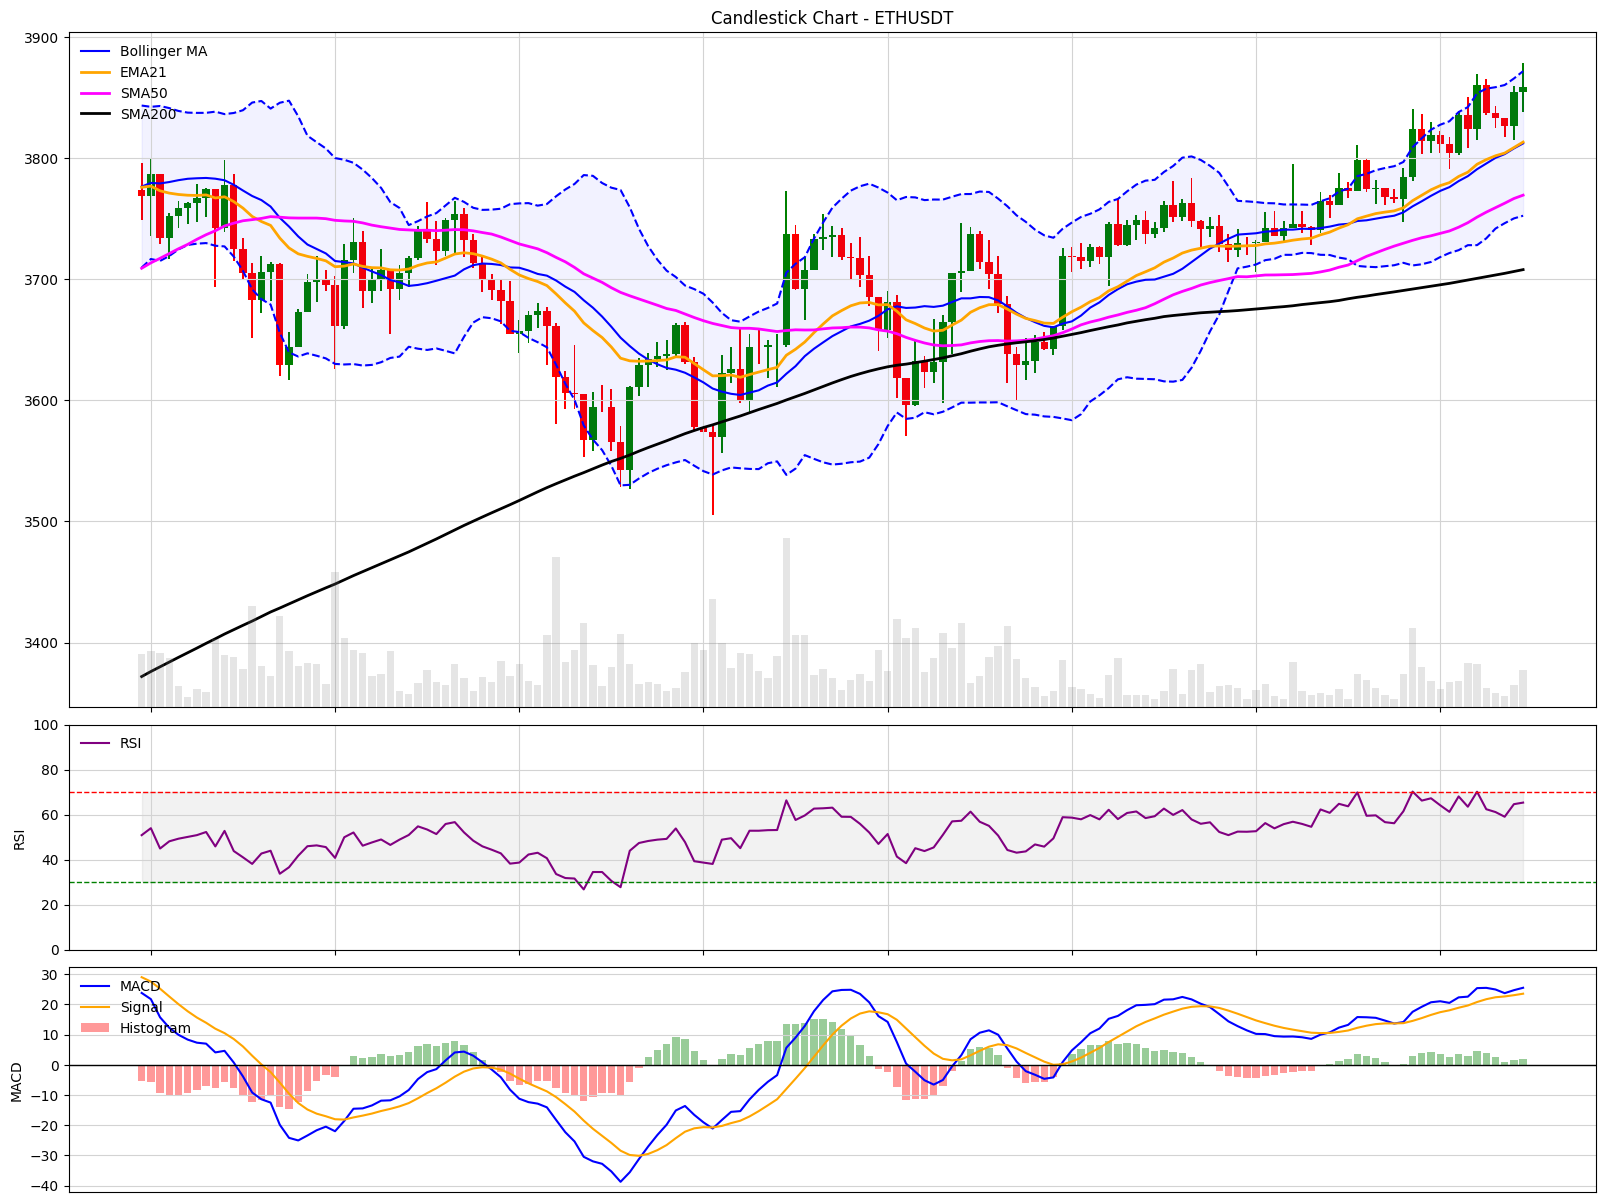 Candlestick Chart - ETHUSDT
3900
3800
3700
3600
3500
3400
Bollinger MA
EMA21
SMA50
SMA200
100
80
60
40
20
0
RSI
RSI
30
20
10
0
−10
−20
−30
−40
MACD
MACD
Signal
Histogram